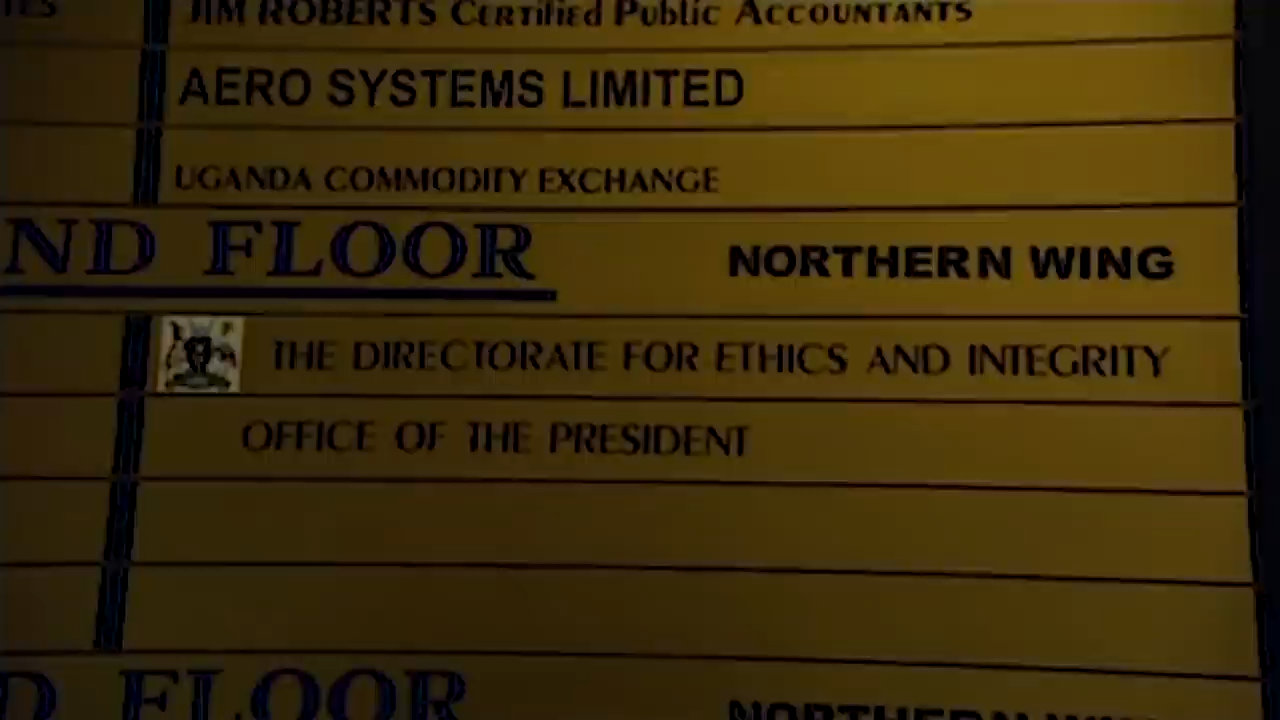 JIM ROBERTS Certified Public Accountants
AERO SYSTEMS LIMITED
UGANDA COMMODITY EXCHANGE
ND FLOOR NORTHERN WING
THE DIRECTORATE FOR ETHICS AND INTEGRITY
OFFICE OF THE PRESIDENT
D FLOOR NORTHERN